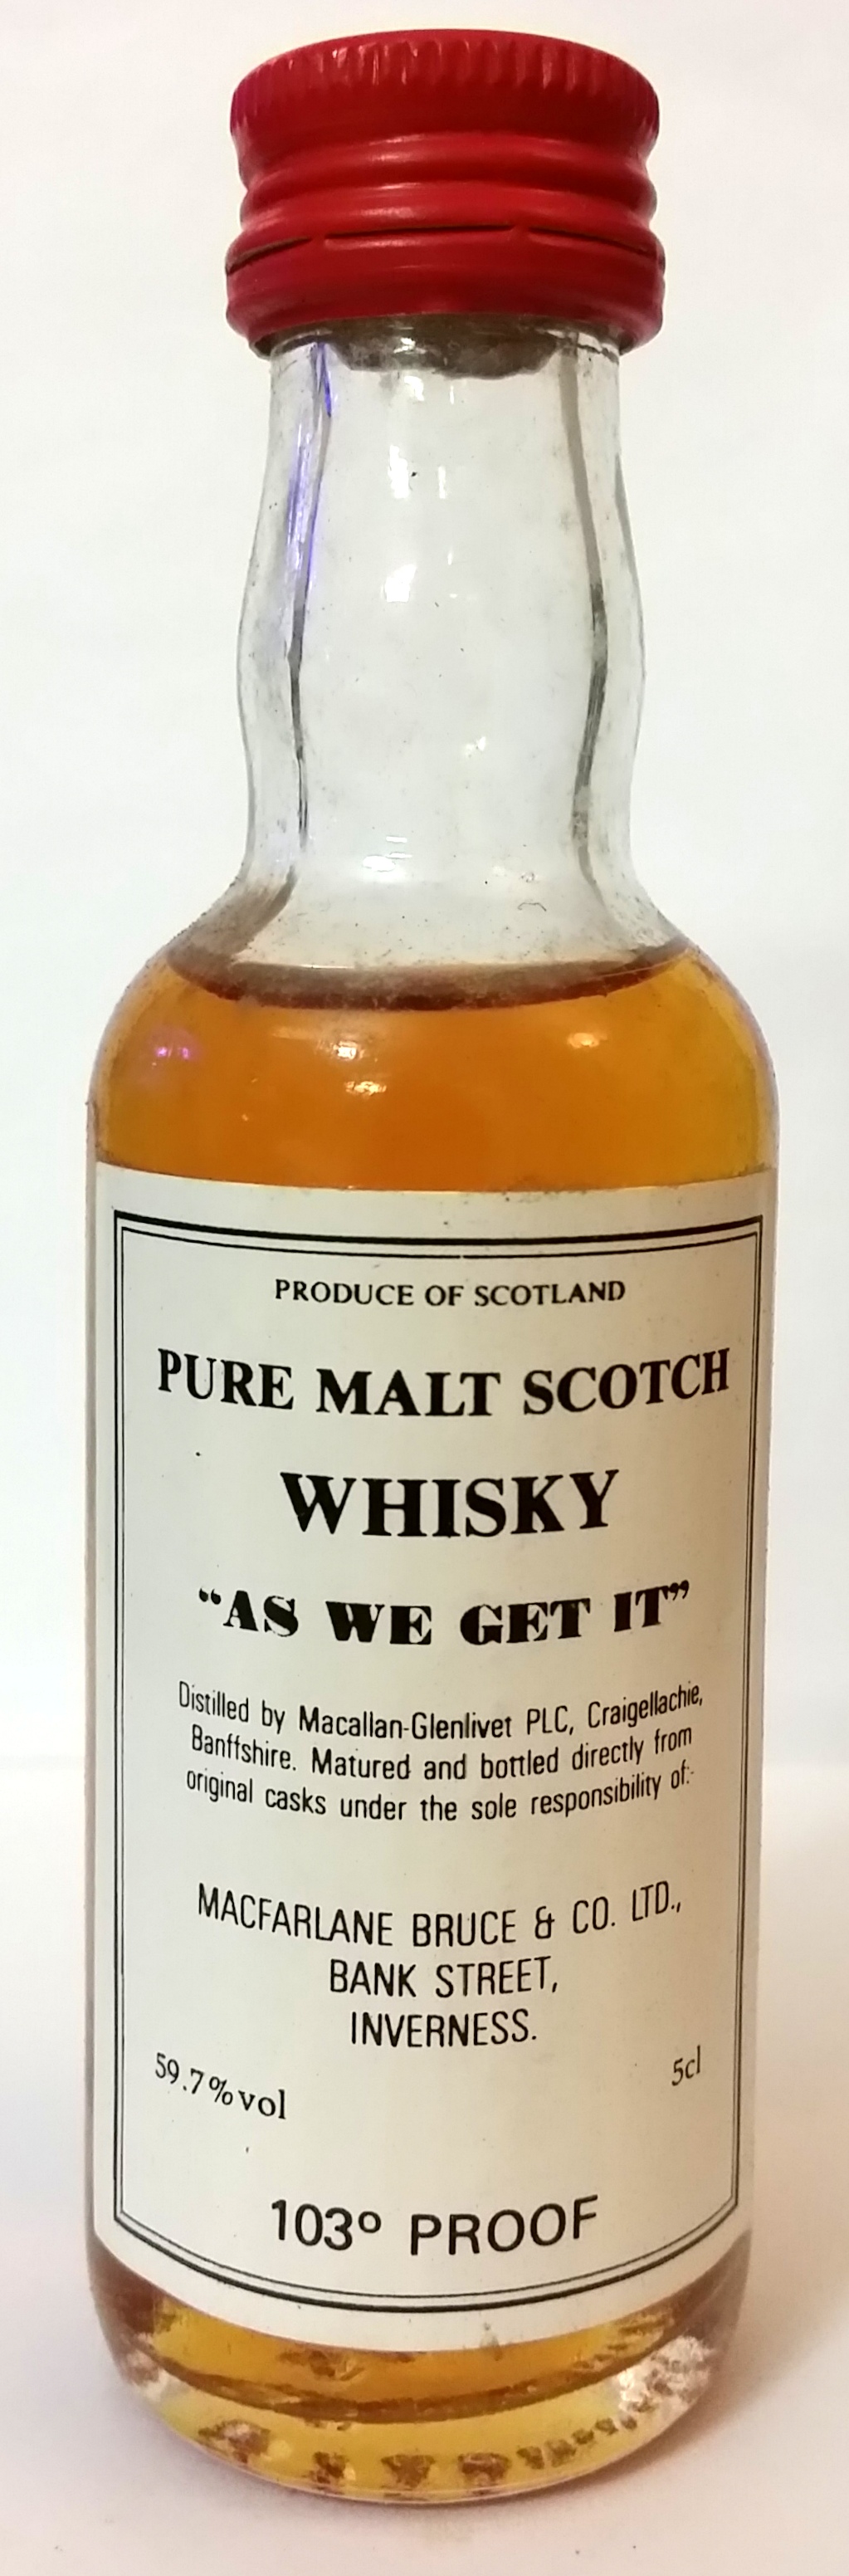 PRODUCE OF SCOTLAND
PURE MALT SCOTCH
WHISKY
“AS WE GET IT”
Distilled by Macallan-Glenlivet PLC, Craigellachie,
Banffshire. Matured and bottled directly from
original casks under the sole responsibility of:-
MACFARLANE BRUCE & CO. LTD.,
BANK STREET,
INVERNESS.
59.7%vol 5cl
103º PROOF